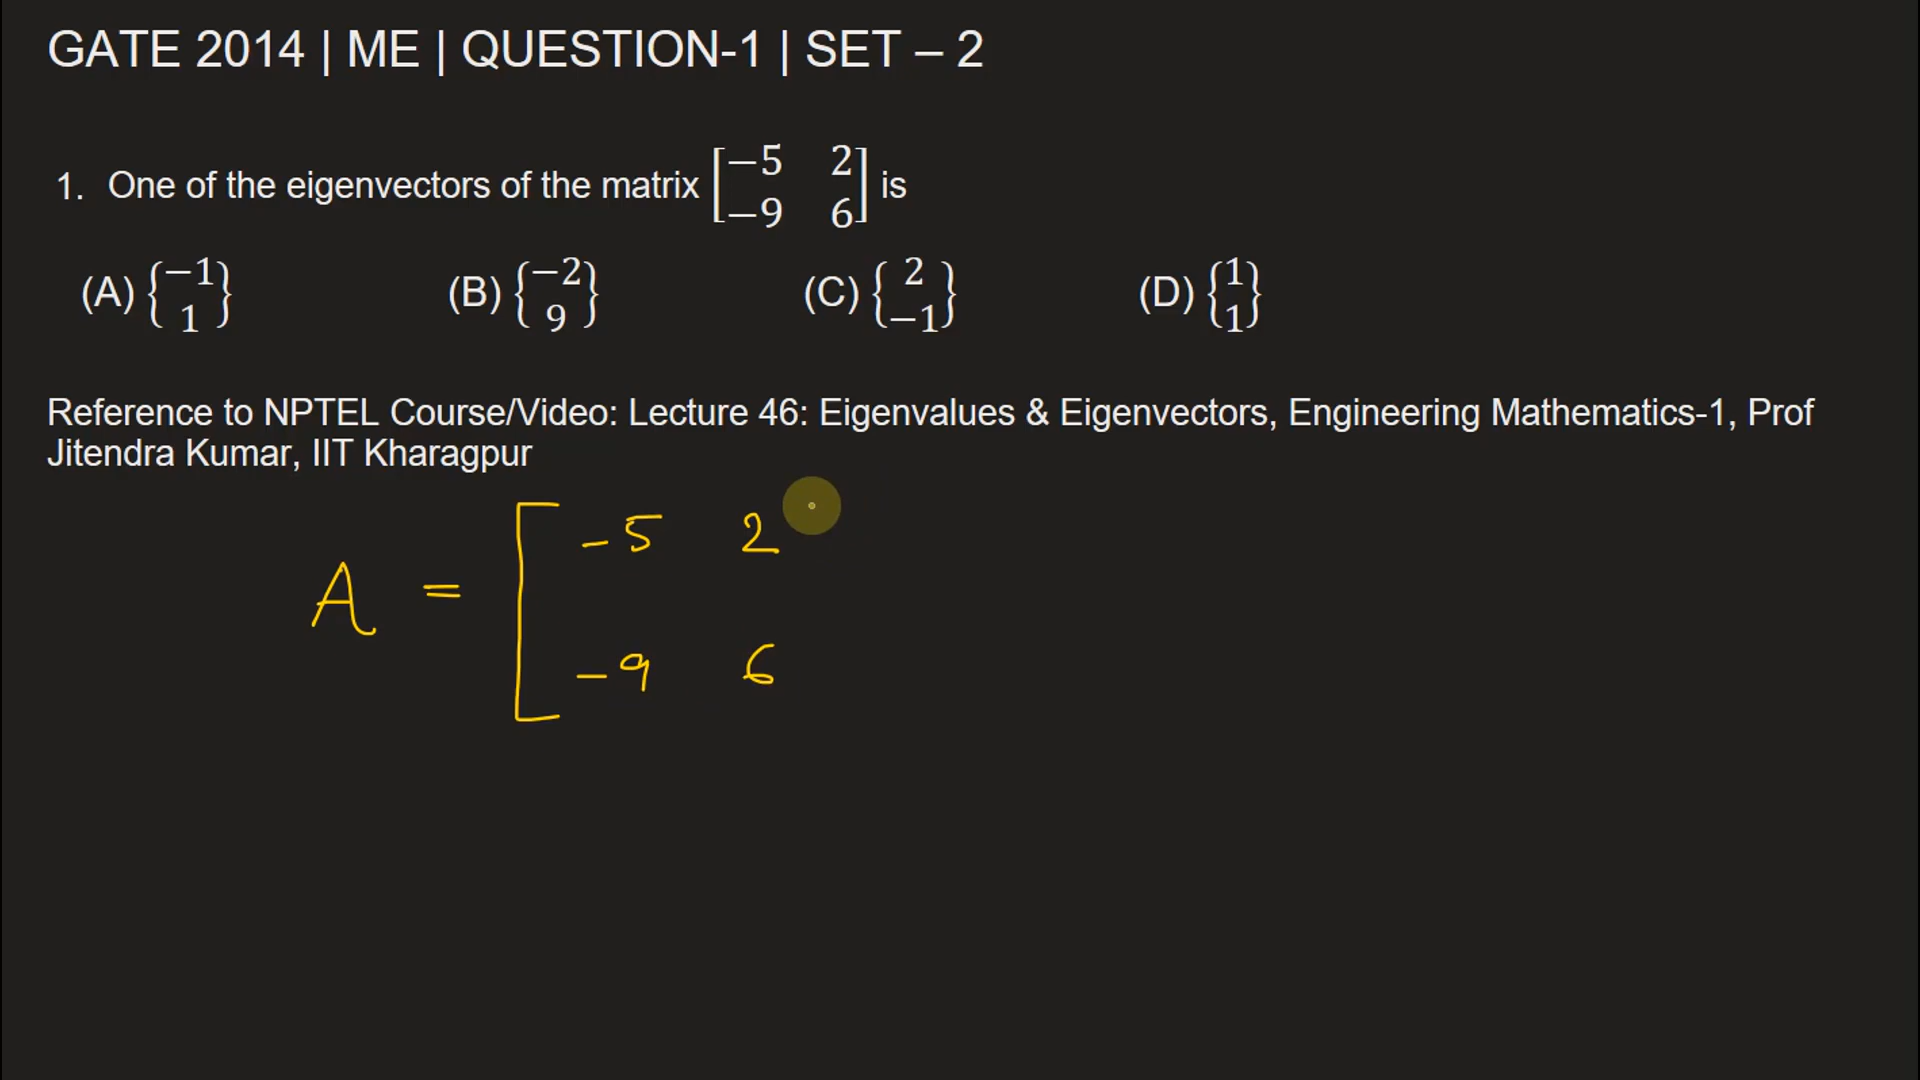 GATE 2014 | ME | QUESTION-1 | SET – 2
1. One of the eigenvectors of the matrix [−5 2; −9 6] is
(A) {−1; 1} (B) {−2; 9} (C) {2; −1} (D) {1; 1}
Reference to NPTEL Course/Video: Lecture 46: Eigenvalues & Eigenvectors, Engineering Mathematics-1, Prof
Jitendra Kumar, IIT Kharagpur
A = [ -5 2
-9 6